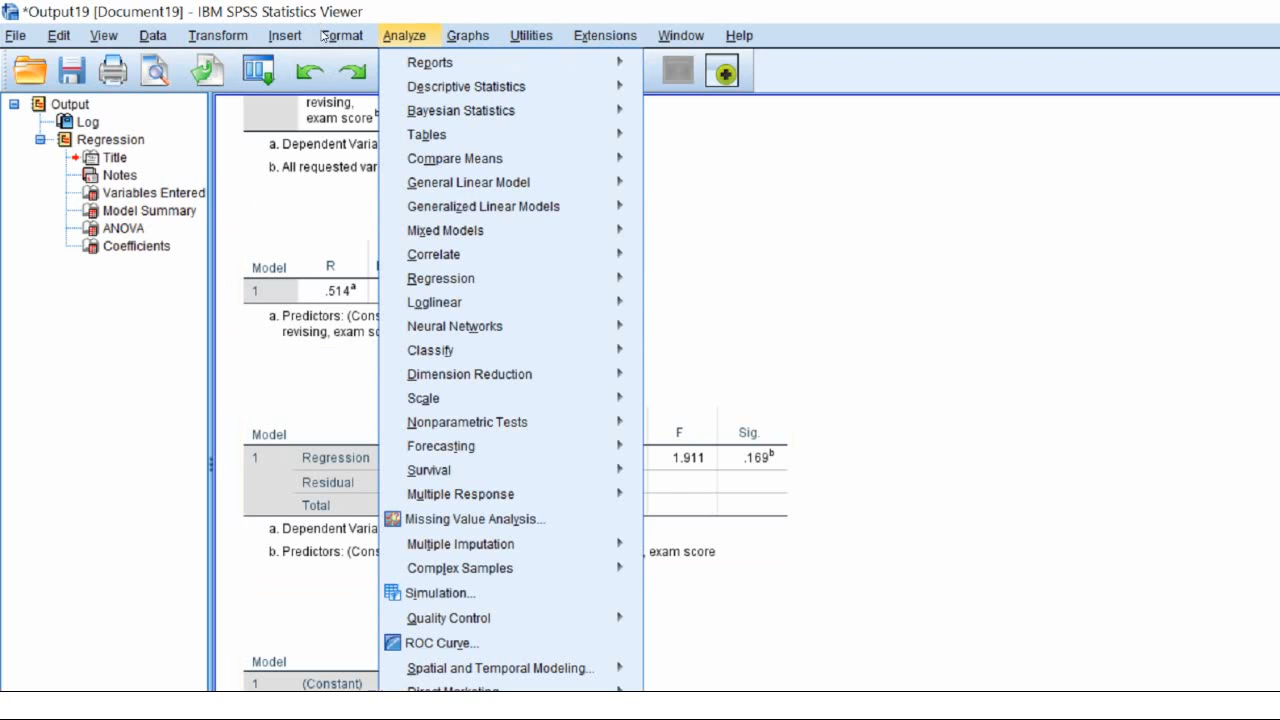 *Output19 [Document19] - IBM SPSS Statistics Viewer
File Edit View Data Transform Insert Format Analyze Graphs Utilities Extensions Window Help
Output
Log
Regression
Title
Notes
Variables Entered
Model Summary
ANOVA
Coefficients
revising,
exam score b
a. Dependent Varia
b. All requested var
Model R
1 .514a
a. Predictors: (Cons
revising, exam sc
Model F Sig.
1 Regression 1.911 .169b
Residual
Total
a. Dependent Varia
b. Predictors: (Cons , exam score
Model
1 (Constant)
Reports
Descriptive Statistics
Bayesian Statistics
Tables
Compare Means
General Linear Model
Generalized Linear Models
Mixed Models
Correlate
Regression
Loglinear
Neural Networks
Classify
Dimension Reduction
Scale
Nonparametric Tests
Forecasting
Survival
Multiple Response
Missing Value Analysis...
Multiple Imputation
Complex Samples
Simulation...
Quality Control
ROC Curve...
Spatial and Temporal Modeling...
Direct Marketing